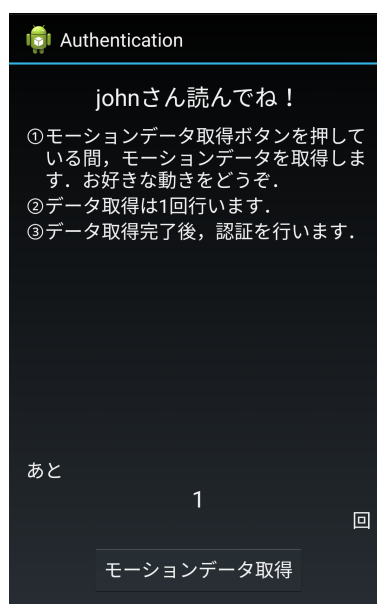 Authentication
johnさん読んでね！
①モーションデータ取得ボタンを押して
いる間，モーションデータを取得しま
す．お好きな動きをどうぞ．
②データ取得は1回行います．
③データ取得完了後，認証を行います．
あと
1
回
モーションデータ取得